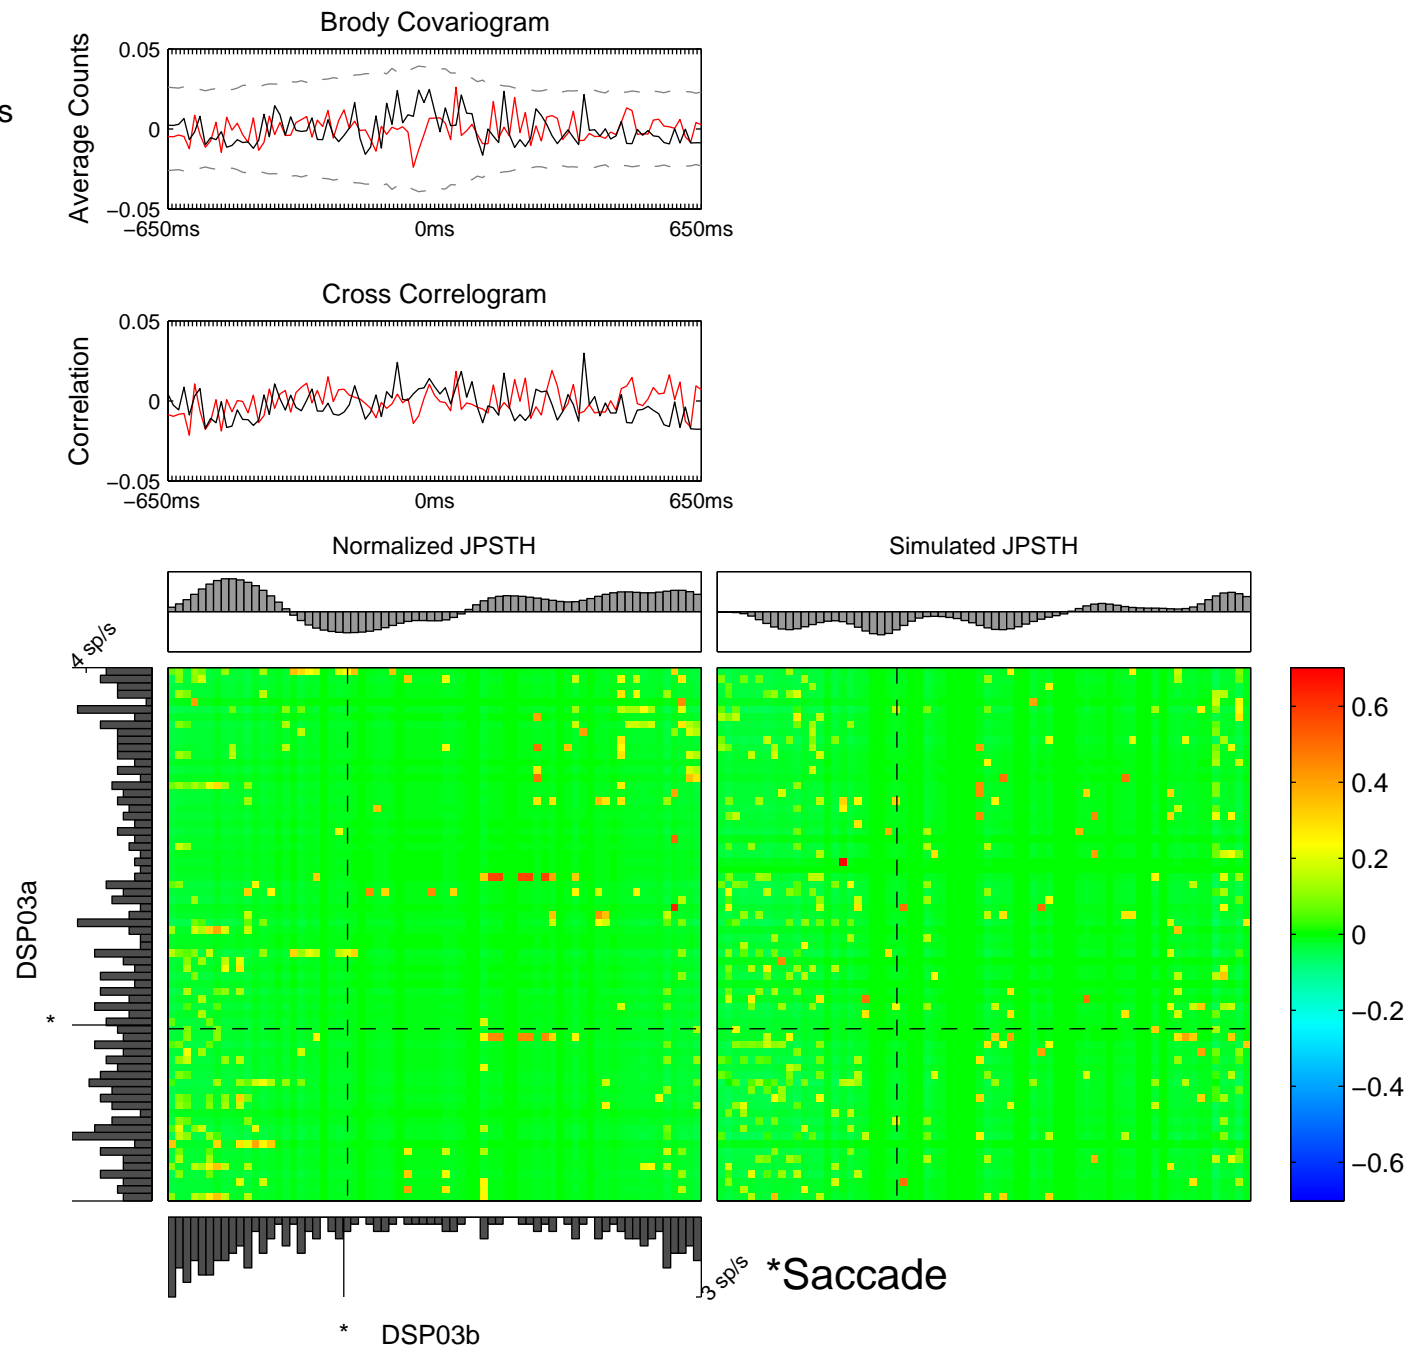 Brody Covariogram
s
Average Counts
0.05
0
−0.05
−650ms
0ms
650ms
Cross Correlogram
Correlation
0.05
0
−0.05
−650ms
0ms
650ms
Normalized JPSTH
Simulated JPSTH
4 sp/s
DSP03a
*
0.6
0.4
0.2
0
−0.2
−0.4
−0.6
3 sp/s
*Saccade
*
DSP03b